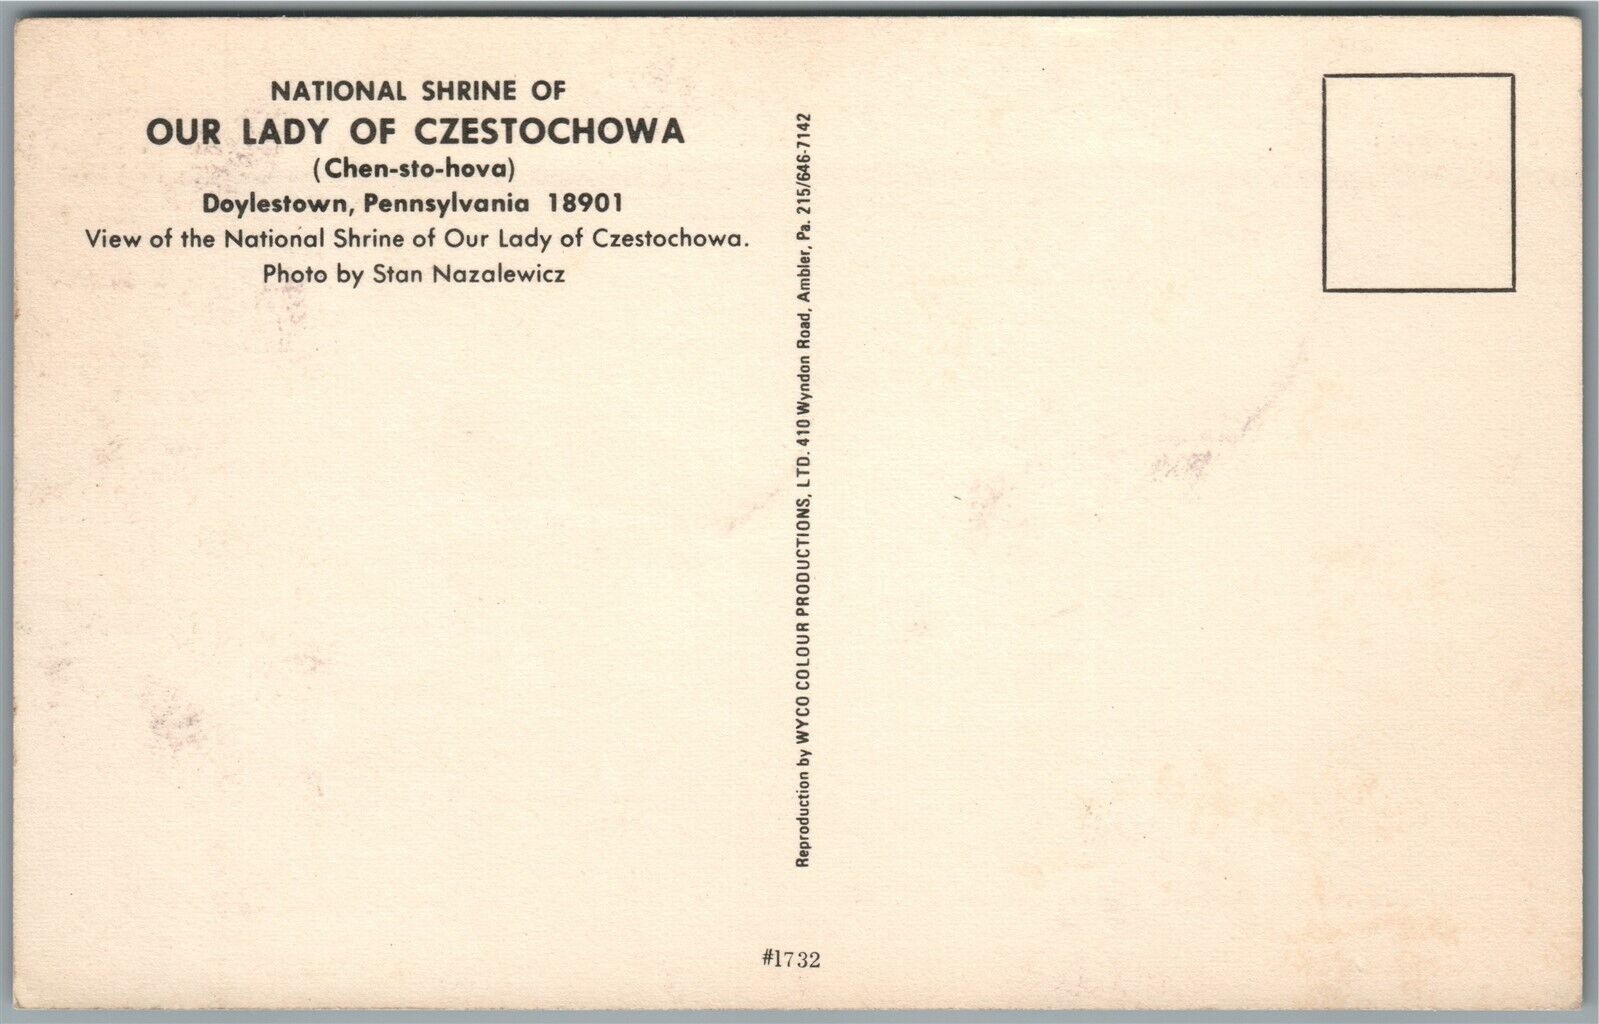 NATIONAL SHRINE OF
OUR LADY OF CZESTOCHOWA
(Chen-sto-hova)
Doylestown, Pennsylvania 18901
View of the National Shrine of Our Lady of Czestochowa.
Photo by Stan Nazalewicz
Reproduction by WYCO COLOUR PRODUCTIONS, LTD. 410 Wyndon Road, Ambler, Pa. 215/646-7142
#1732